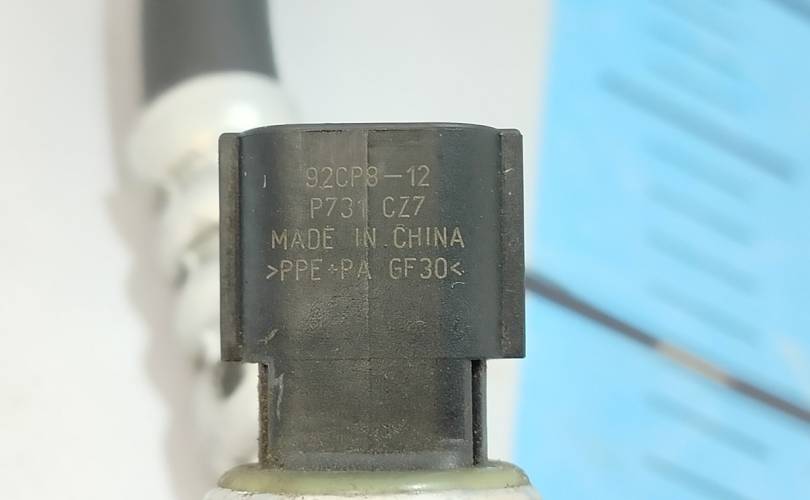 92CP8-12
P731 CZ7
MADE IN CHINA
>PPE+PA GF30<